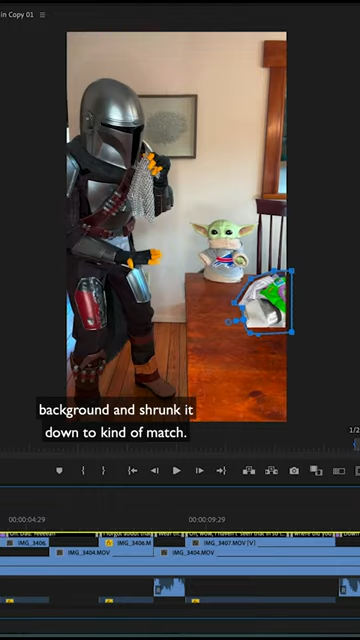 in Copy 01
background and shrunk it
down to kind of match.
1/2
00:00:04:29
00:00:09:29
IMG_3406.
fx IMG_3406.M
IMG_3407.MOV [V]
IMG_3404.MOV
IMG_3404.MOV